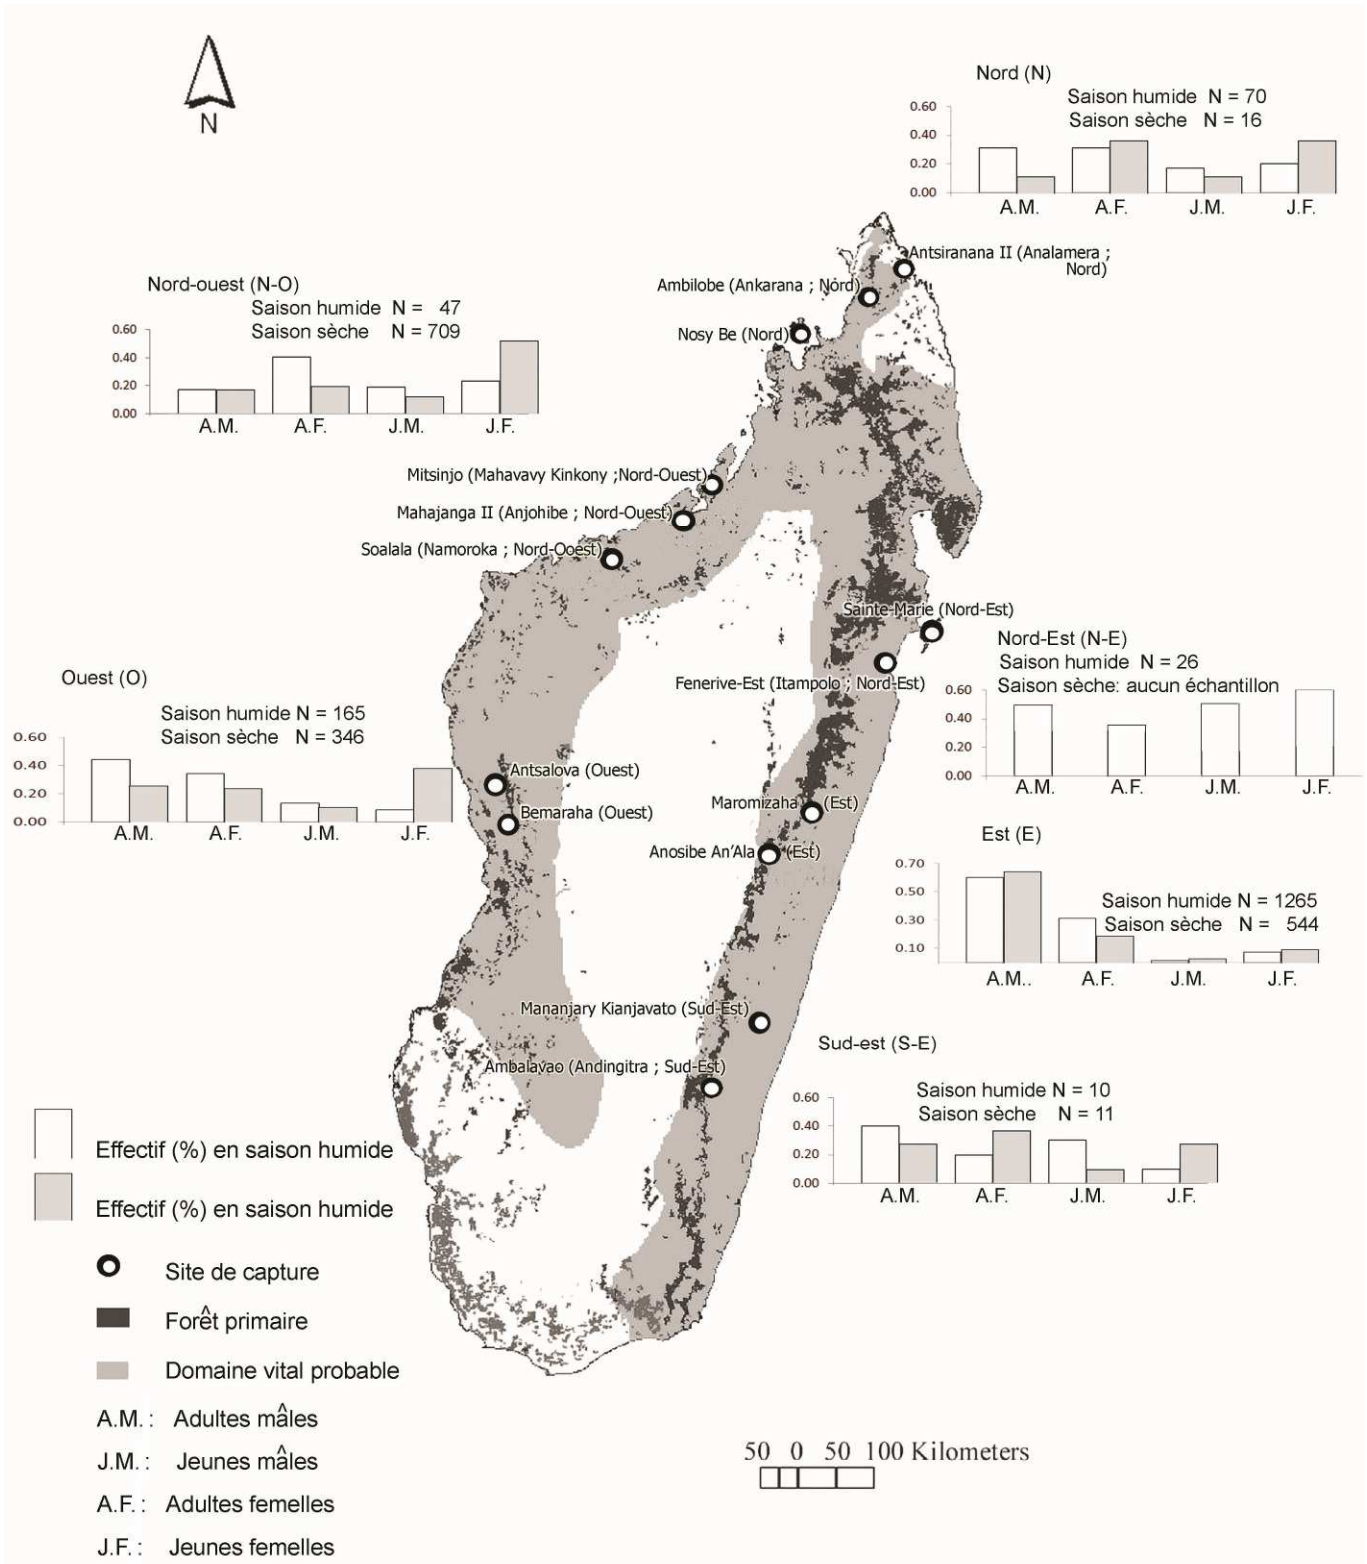 N
Nord (N)
Saison humide N = 70
Saison sèche N = 16
0.60
0.40
0.20
0.00
A.M. A.F. J.M. J.F.
Antsiranana II (Analamera ;
Nord)
Ambilobe (Ankarana ; Nord)
Nosy Be (Nord)
Nord-ouest (N-O)
Saison humide N = 47
Saison sèche N = 709
0.60
0.40
0.20
0.00
A.M. A.F. J.M. J.F.
Mitsinjo (Mahavavy Kinkony ;Nord-Ouest)
Mahajanga II (Anjohibe ; Nord-Ouest)
Soalala (Namoroka ; Nord-Ooest)
Sainte-Marie (Nord-Est)
Fenerive-Est (Itampolo ; Nord-Est)
Nord-Est (N-E)
Saison humide N = 26
Saison sèche: aucun échantillon
0.60
0.40
0.20
0.00
A.M. A.F. J.M. J.F.
Ouest (O)
Saison humide N = 165
Saison sèche N = 346
0.60
0.40
0.20
0.00
A.M. A.F. J.M. J.F.
Antsalova (Ouest)
Bemaraha (Ouest)
Maromizaha (Est)
Anosibe An'Ala (Est)
Est (E)
0.70
0.50
0.30
0.10
Saison humide N = 1265
Saison sèche N = 544
A.M.. A.F. J.M. J.F.
Mananjary Kianjavato (Sud-Est)
Ambalavao (Andingitra ; Sud-Est)
Sud-est (S-E)
Saison humide N = 10
Saison sèche N = 11
0.60
0.40
0.20
0.00
A.M. A.F. J.M. J.F.
Effectif (%) en saison humide
Effectif (%) en saison humide
Site de capture
Forêt primaire
Domaine vital probable
A.M. : Adultes mâles
J.M. : Jeunes mâles
A.F. : Adultes femelles
J.F. : Jeunes femelles
50 0 50 100 Kilometers